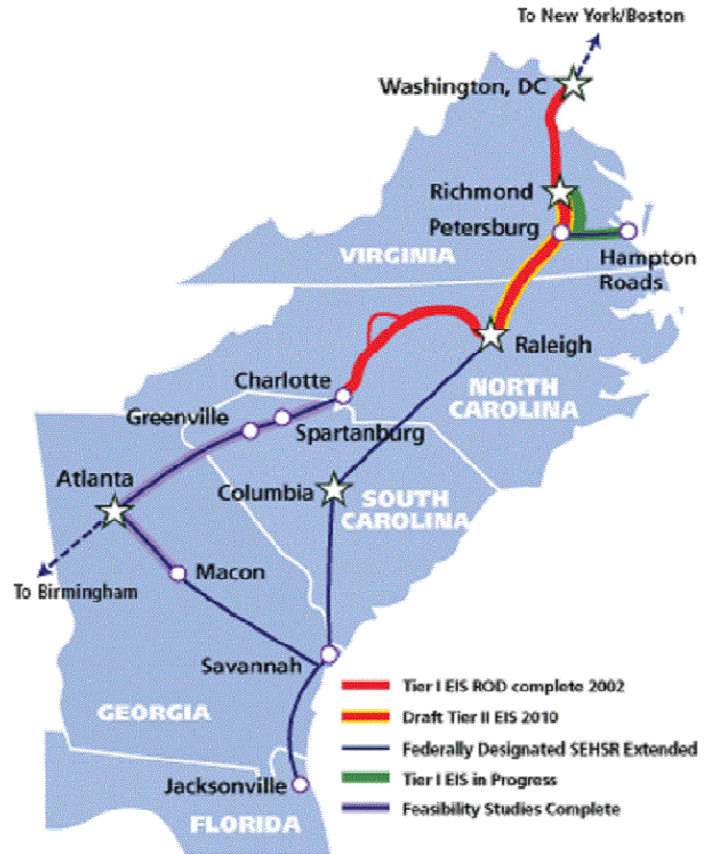 To New York/Boston
Washington, DC
Richmond
Petersburg
VIRGINIA
Hampton
Roads
Raleigh
Charlotte
NORTH
CAROLINA
Greenville
Spartanburg
Atlanta
Columbia
SOUTH
CAROLINA
Macon
To Birmingham
Savannah
GEORGIA
Jacksonville
FLORIDA
Tier I EIS ROD complete 2002
Draft Tier II EIS 2010
Federally Designated SEHSR Extended
Tier I EIS in Progress
Feasibility Studies Complete